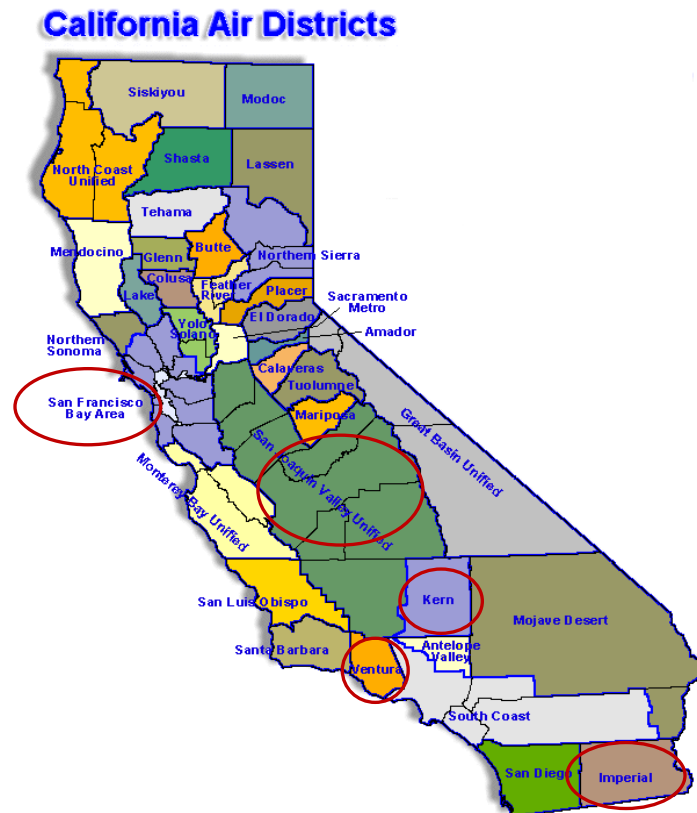 California Air Districts
Siskiyou
Modoc
North Coast
Unified
Shasta
Lassen
Tehama
Mendocino
Glenn
Butte
Northern Sierra
Colusa
Lake
Feather
River
Placer
Sacramento
Metro
El Dorado
Yolo
Solano
Amador
Northern
Sonoma
Calaveras
Tuolumne
San Francisco
Bay Area
Mariposa
Great Basin Unified
San Joaquin Valley Unified
Monterey Bay Unified
San Luis Obispo
Kern
Mojave Desert
Santa Barbara
Ventura
Antelope
Valley
South Coast
San Diego
Imperial